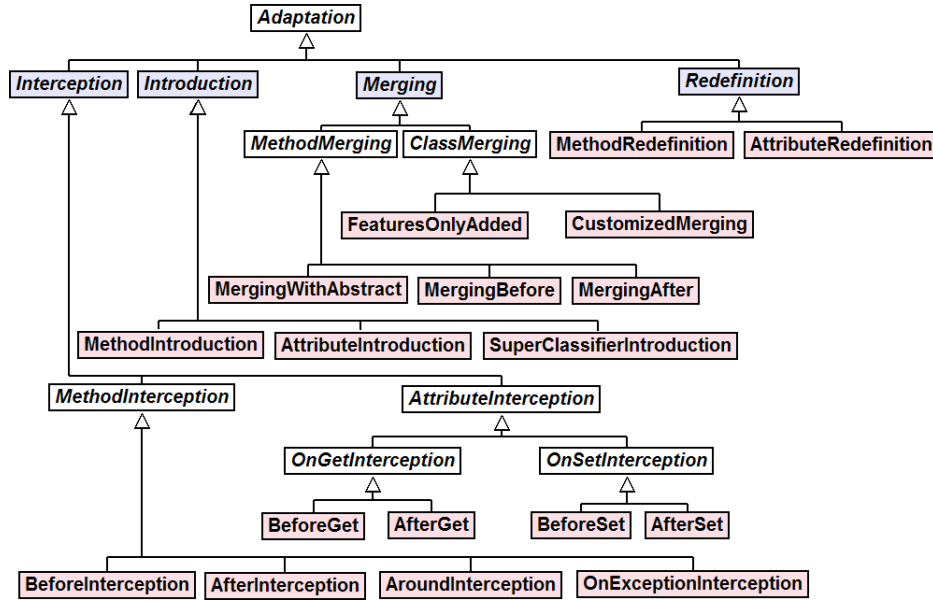 Adaptation
Interception
Introduction
Merging
Redefinition
MethodMerging
ClassMerging
MethodRedefinition
AttributeRedefinition
FeaturesOnlyAdded
CustomizedMerging
MergingWithAbstract
MergingBefore
MergingAfter
MethodIntroduction
AttributeIntroduction
SuperClassifierIntroduction
MethodInterception
AttributeInterception
OnGetInterception
OnSetInterception
BeforeGet
AfterGet
BeforeSet
AfterSet
BeforeInterception
AfterInterception
AroundInterception
OnExceptionInterception